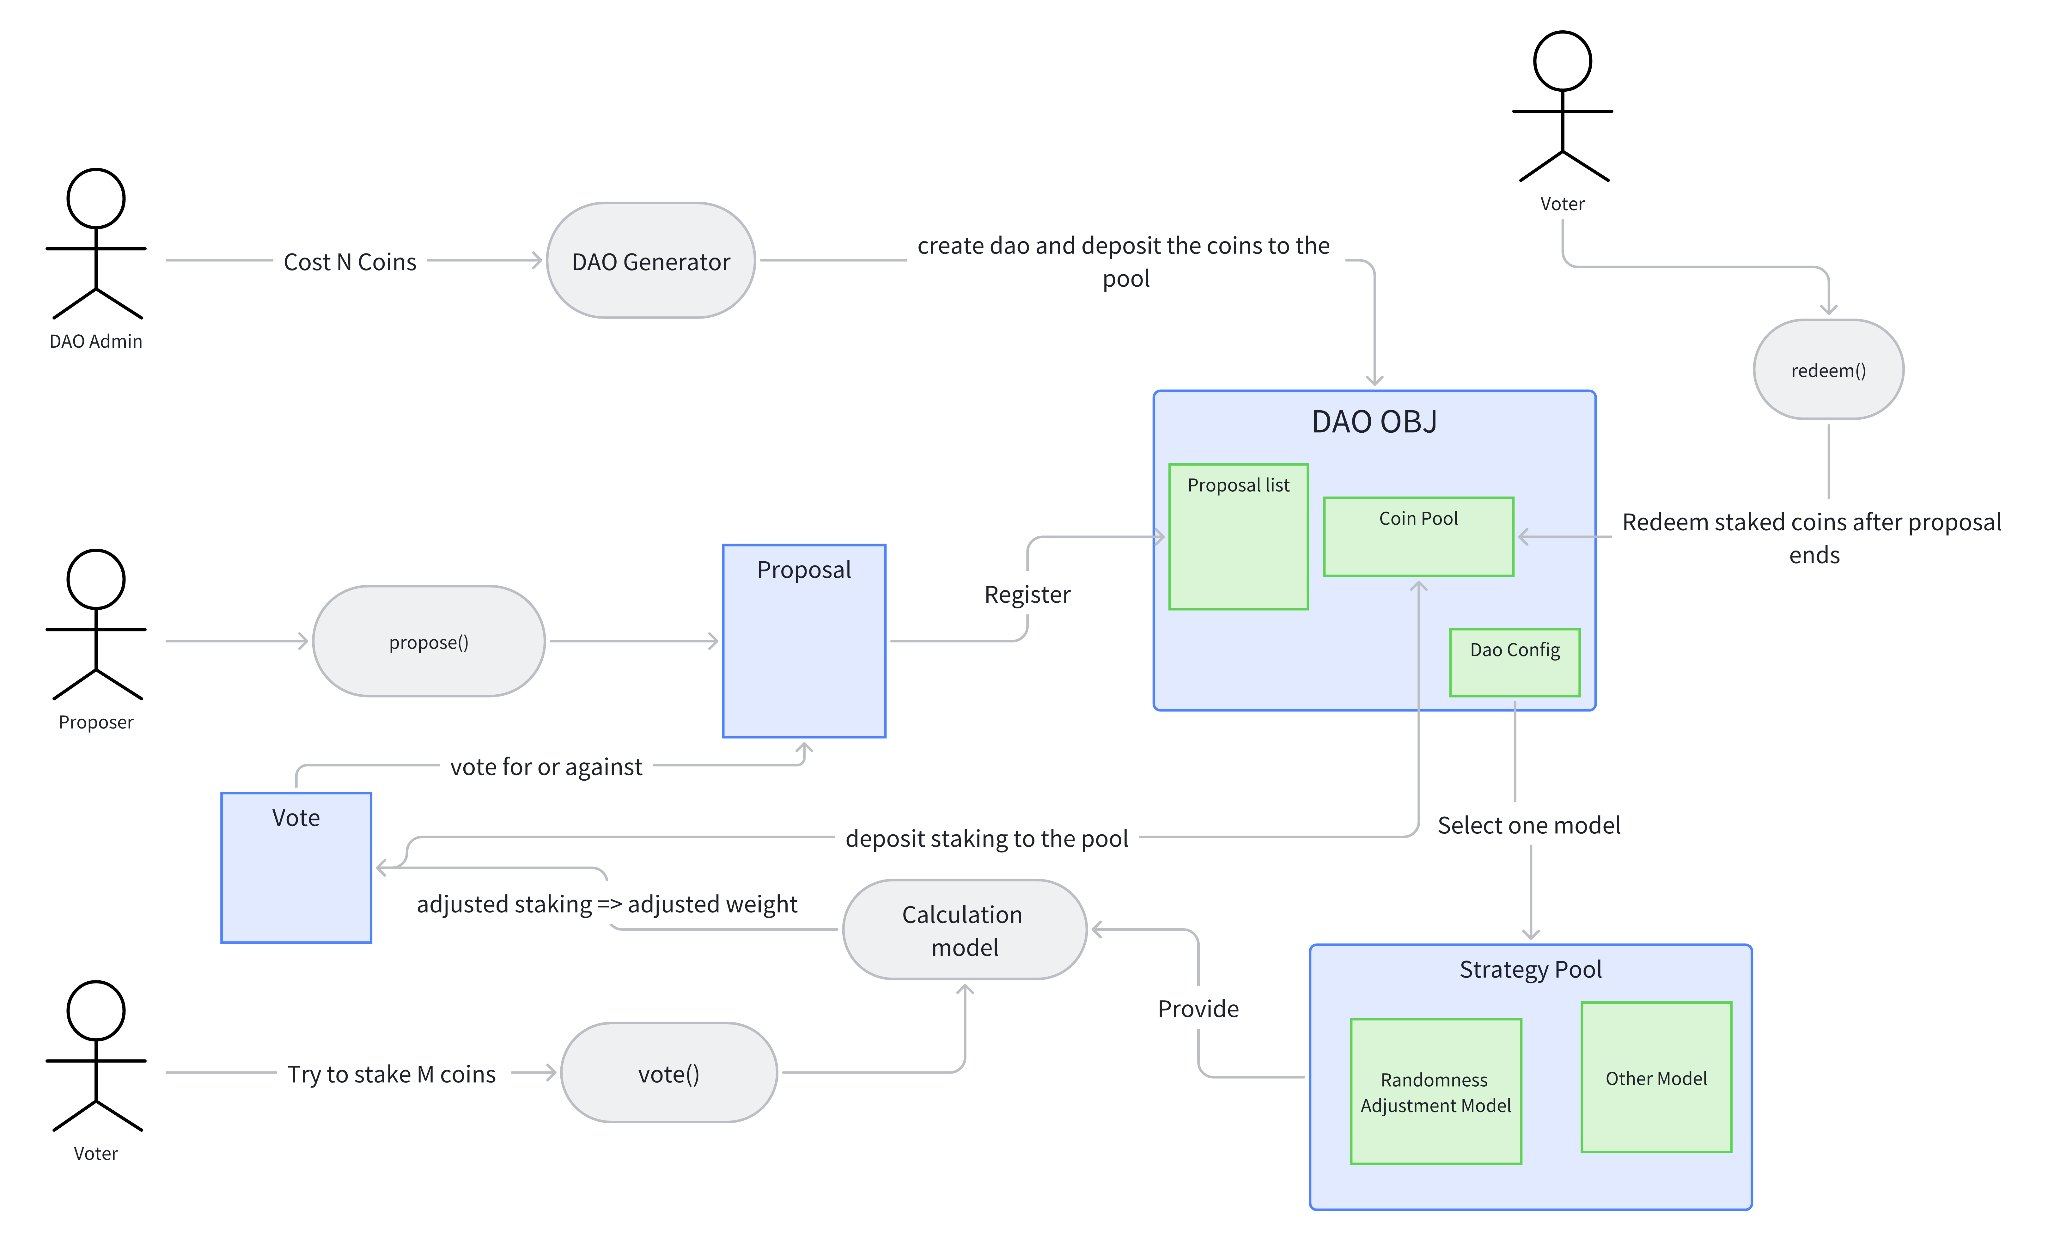 Voter
Cost N Coins
DAO Generator
create dao and deposit the coins to the
pool
DAO Admin
redeem()
DAO OBJ
Proposal list
Coin Pool
Redeem staked coins after proposal
ends
Proposal
Register
propose()
Dao Config
Proposer
vote for or against
Vote
deposit staking to the pool
Select one model
adjusted staking => adjusted weight
Calculation
model
Strategy Pool
Provide
Try to stake M coins
vote()
Randomness
Adjustment Model
Other Model
Voter